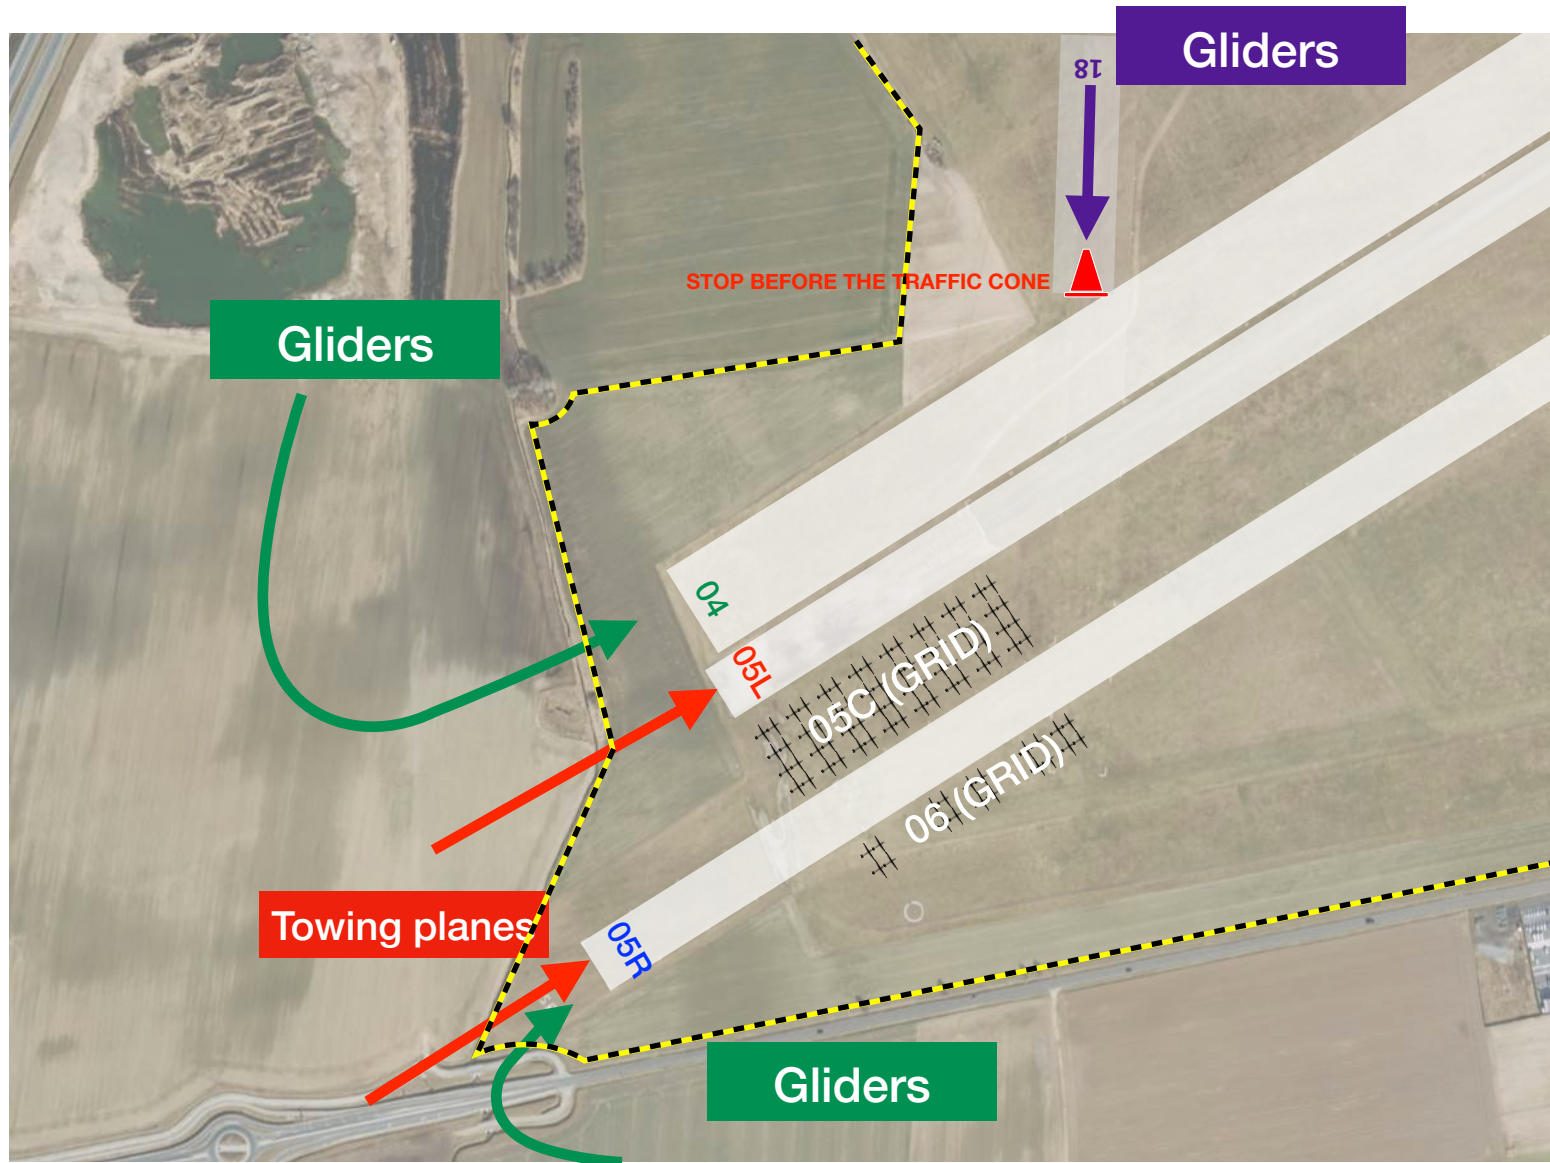 Gliders
18
STOP BEFORE THE TRAFFIC CONE
Gliders
04
05L
05C (GRID)
06 (GRID)
Towing planes
05R
Gliders